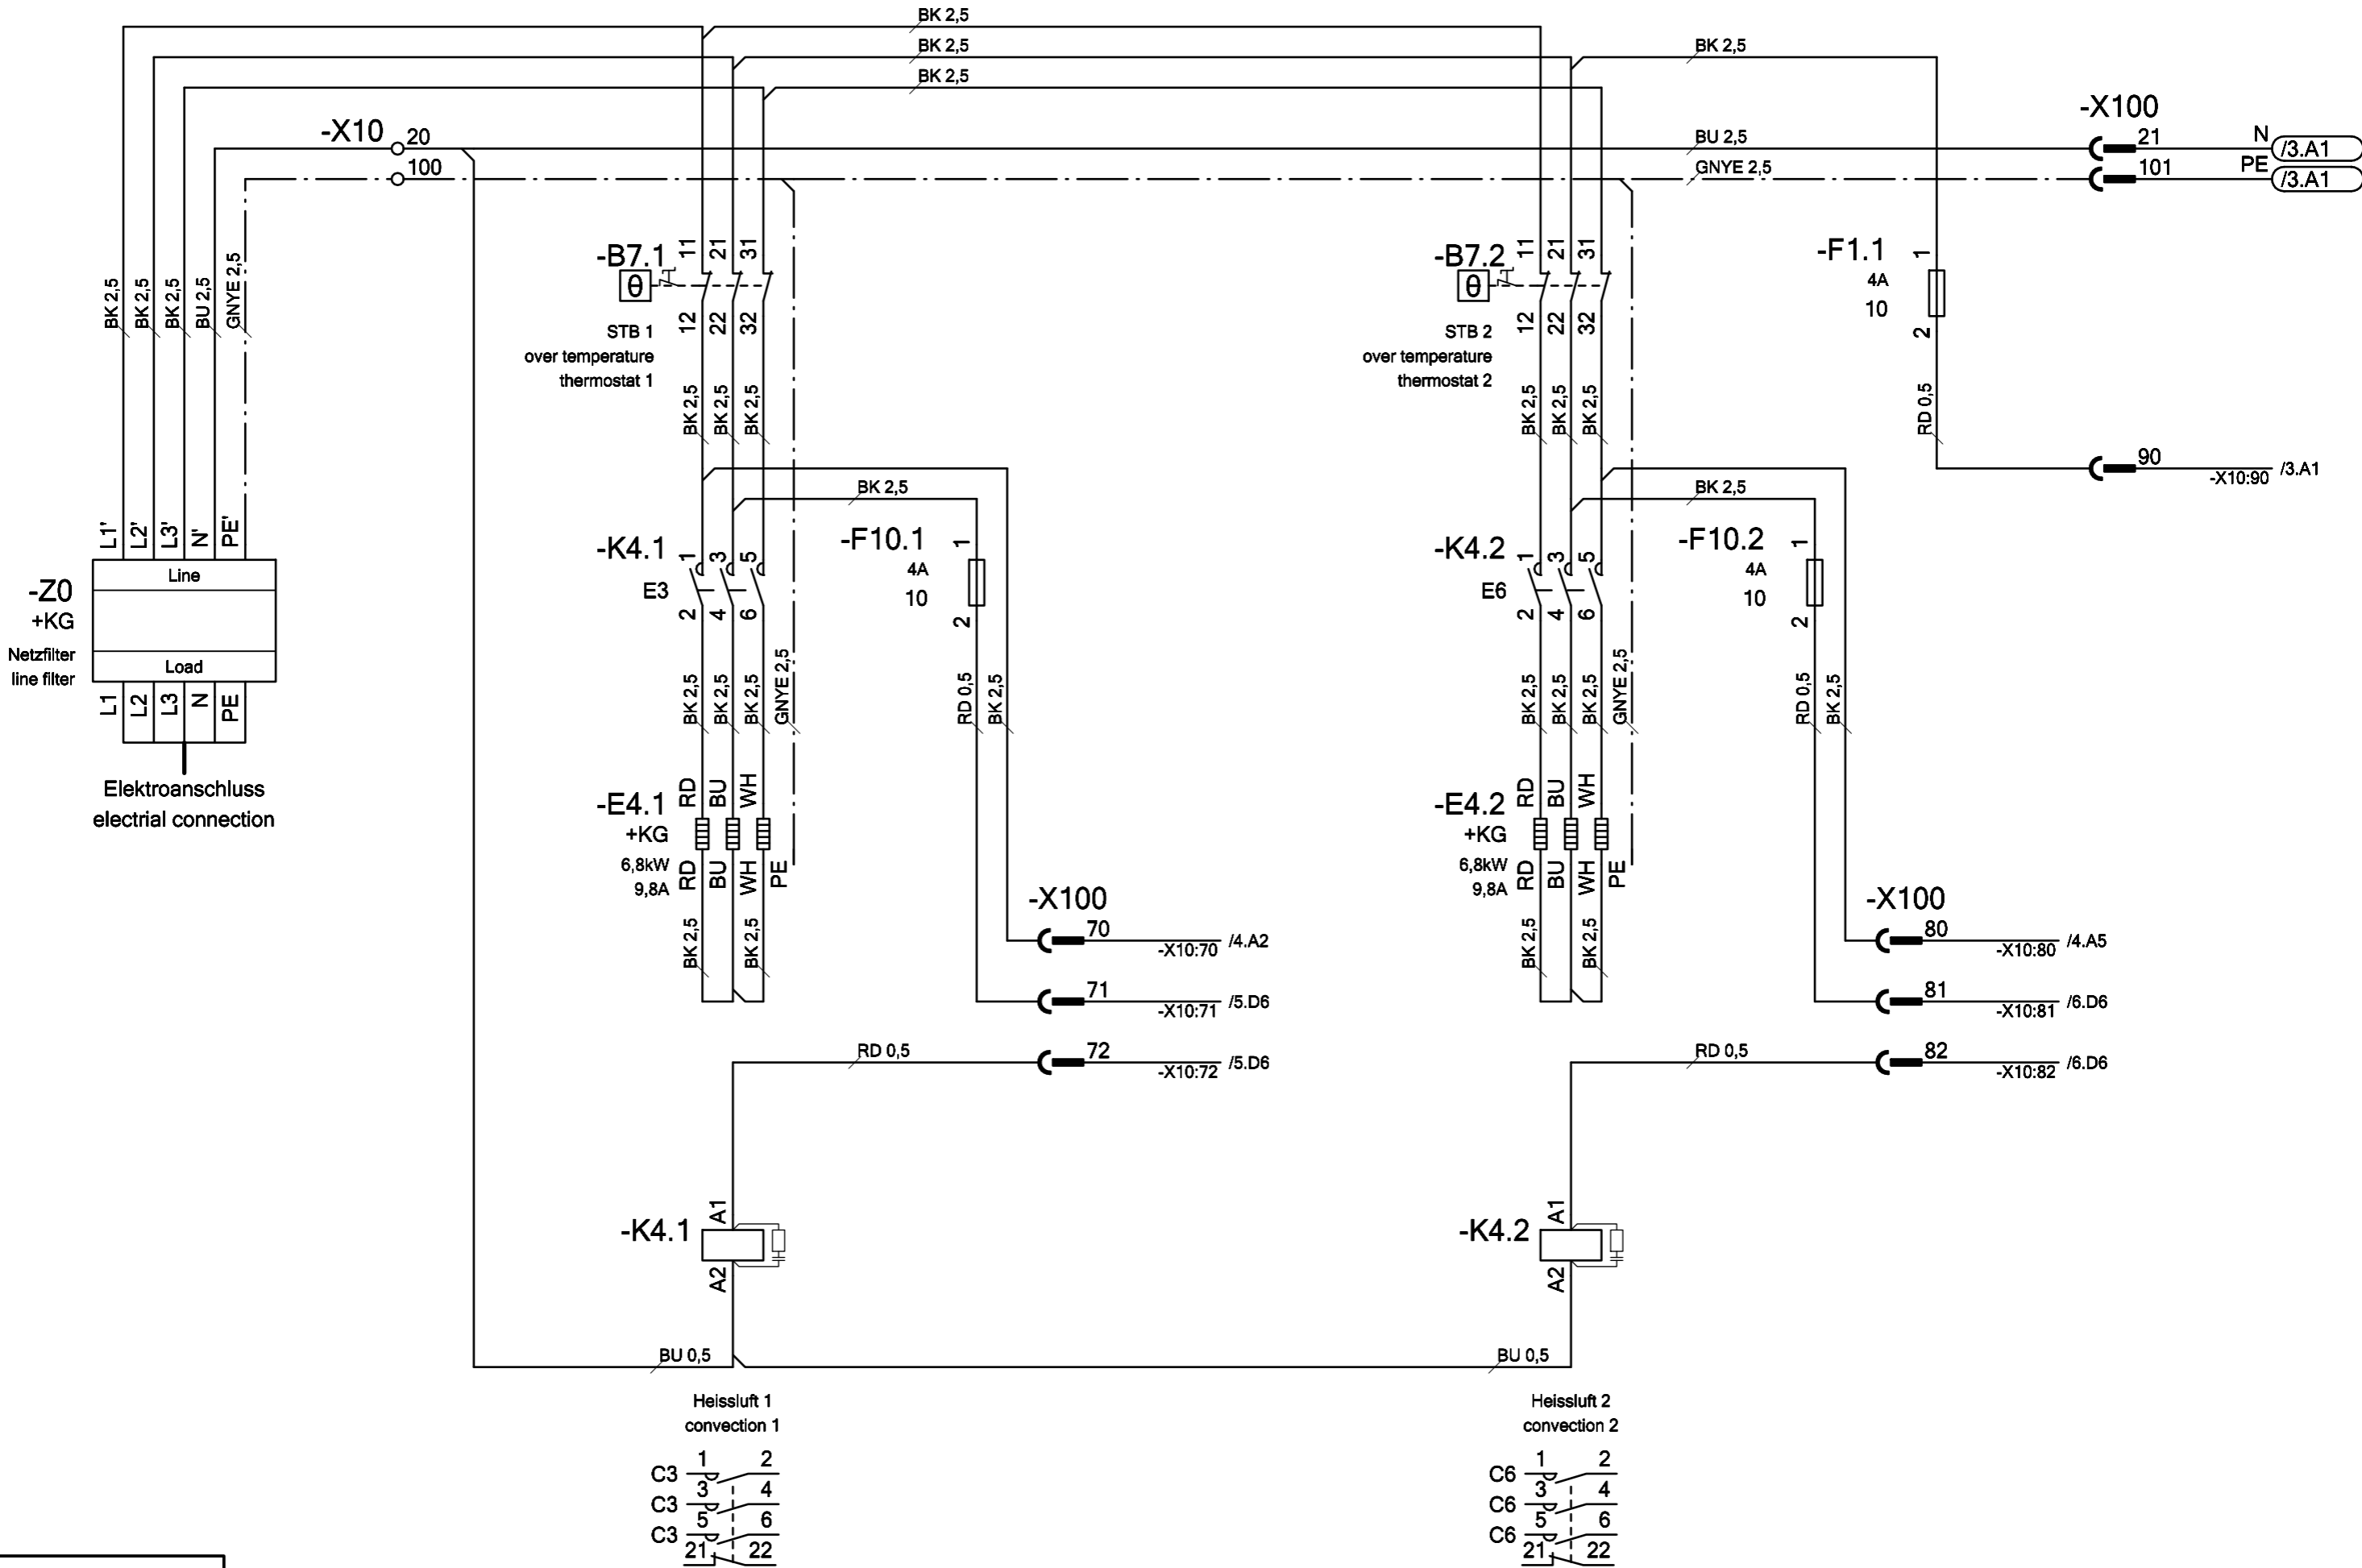 BK 2,5
BK 2,5
BK 2,5
BK 2,5
-X10
20
100
BU 2,5
GNYE 2,5
-X100
21
N
/3.A1
101
PE
/3.A1
BK 2,5
BK 2,5
BK 2,5
BU 2,5
GNYE 2,5
-B7.1
11
21
31
θ
12
22
32
STB 1
over temperature
thermostat 1
BK 2,5
BK 2,5
BK 2,5
-B7.2
11
21
31
θ
12
22
32
STB 2
over temperature
thermostat 2
BK 2,5
BK 2,5
BK 2,5
-F1.1
4A
10
1
2
RD 0,5
90
-X10:90
/3.A1
L1'
L2'
L3'
N'
PE'
Line
-Z0
+KG
Netzfilter
line filter
Load
L1
L2
L3
N
PE
Elektroanschluss
electrial connection
BK 2,5
-K4.1
E3
1
3
5
2
4
6
-F10.1
4A
10
1
2
BK 2,5
BK 2,5
BK 2,5
GNYE 2,5
RD 0,5
BK 2,5
BK 2,5
-K4.2
E6
1
3
5
2
4
6
-F10.2
4A
10
1
2
BK 2,5
BK 2,5
BK 2,5
GNYE 2,5
RD 0,5
BK 2,5
-E4.1
+KG
6,8kW
9,8A
RD
BU
WH
RD
BU
WH
PE
BK 2,5
BK 2,5
-X100
70
-X10:70
/4.A2
71
-X10:71
/5.D6
72
-X10:72
/5.D6
RD 0,5
-E4.2
+KG
6,8kW
9,8A
RD
BU
WH
RD
BU
WH
PE
BK 2,5
BK 2,5
-X100
80
-X10:80
/4.A5
81
-X10:81
/6.D6
82
-X10:82
/6.D6
RD 0,5
-K4.1
A1
A2
-K4.2
A1
A2
BU 0,5
BU 0,5
Heissluft 1
convection 1
C3 1 2
C3 3 4
C3 5 6
21 22
Heissluft 2
convection 2
C6 1 2
C6 3 4
C6 5 6
21 22